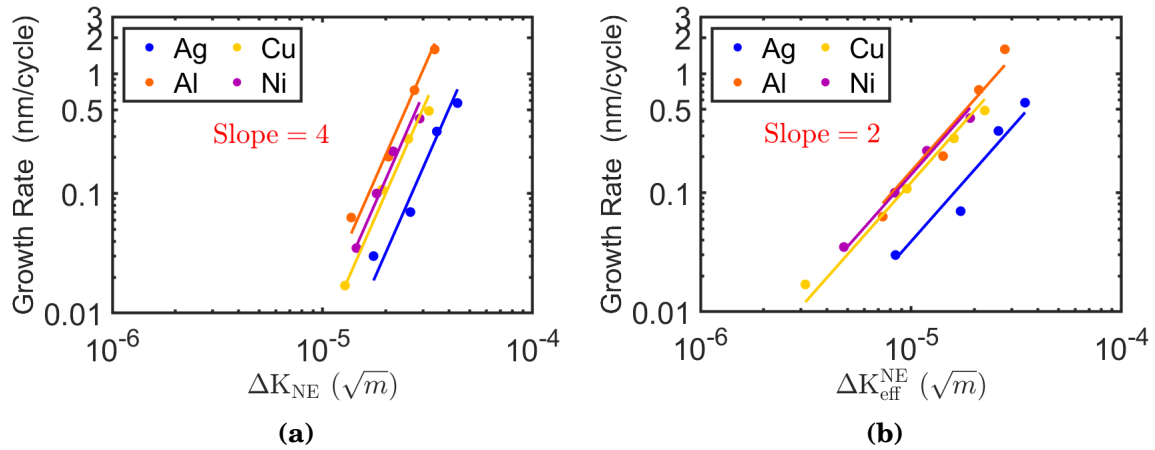 3
2
1
0.5
0.1
0.01
Growth Rate (nm/cycle)
Ag Cu
Al Ni
Slope = 4
10^-6 10^-5 10^-4
ΔK_NE (√m)
(a)
3
2
1
0.5
0.1
0.01
Growth Rate (nm/cycle)
Ag Cu
Al Ni
Slope = 2
10^-6 10^-5 10^-4
ΔK_eff^NE (√m)
(b)